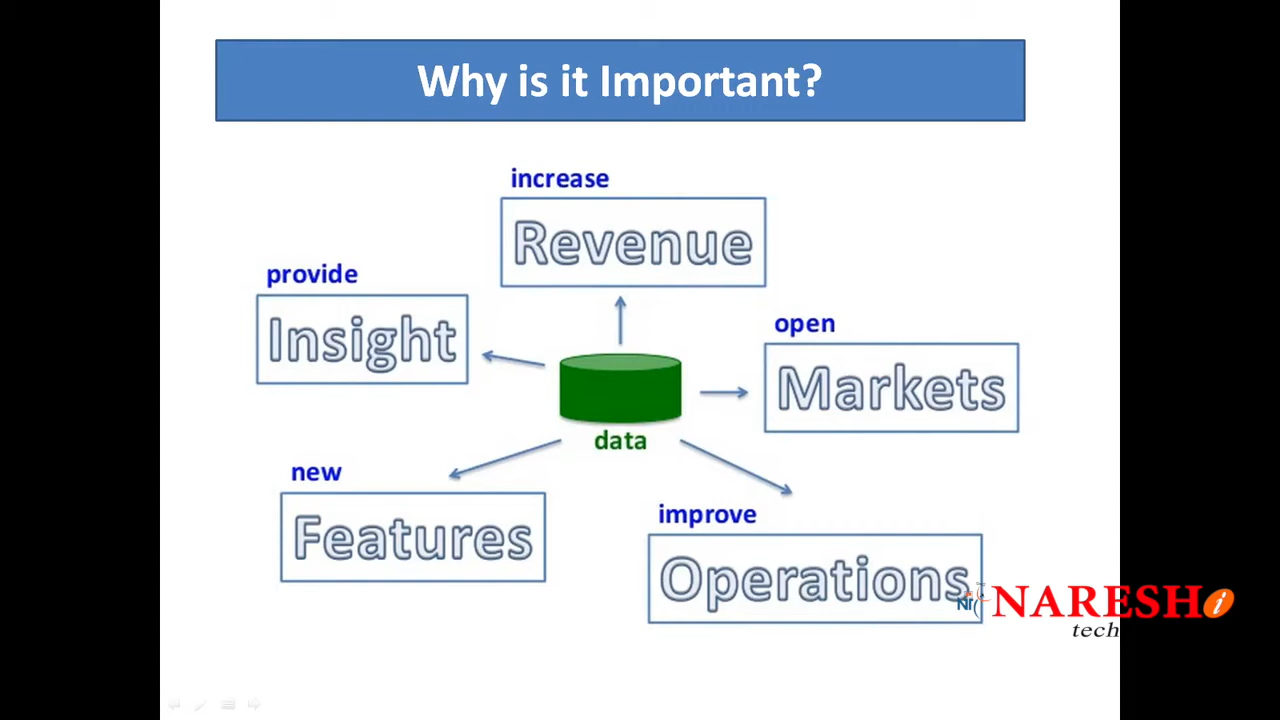 Why is it Important?
increase
Revenue
provide
Insight
open
Markets
data
new
Features
improve
Operations
NARESH i
tech